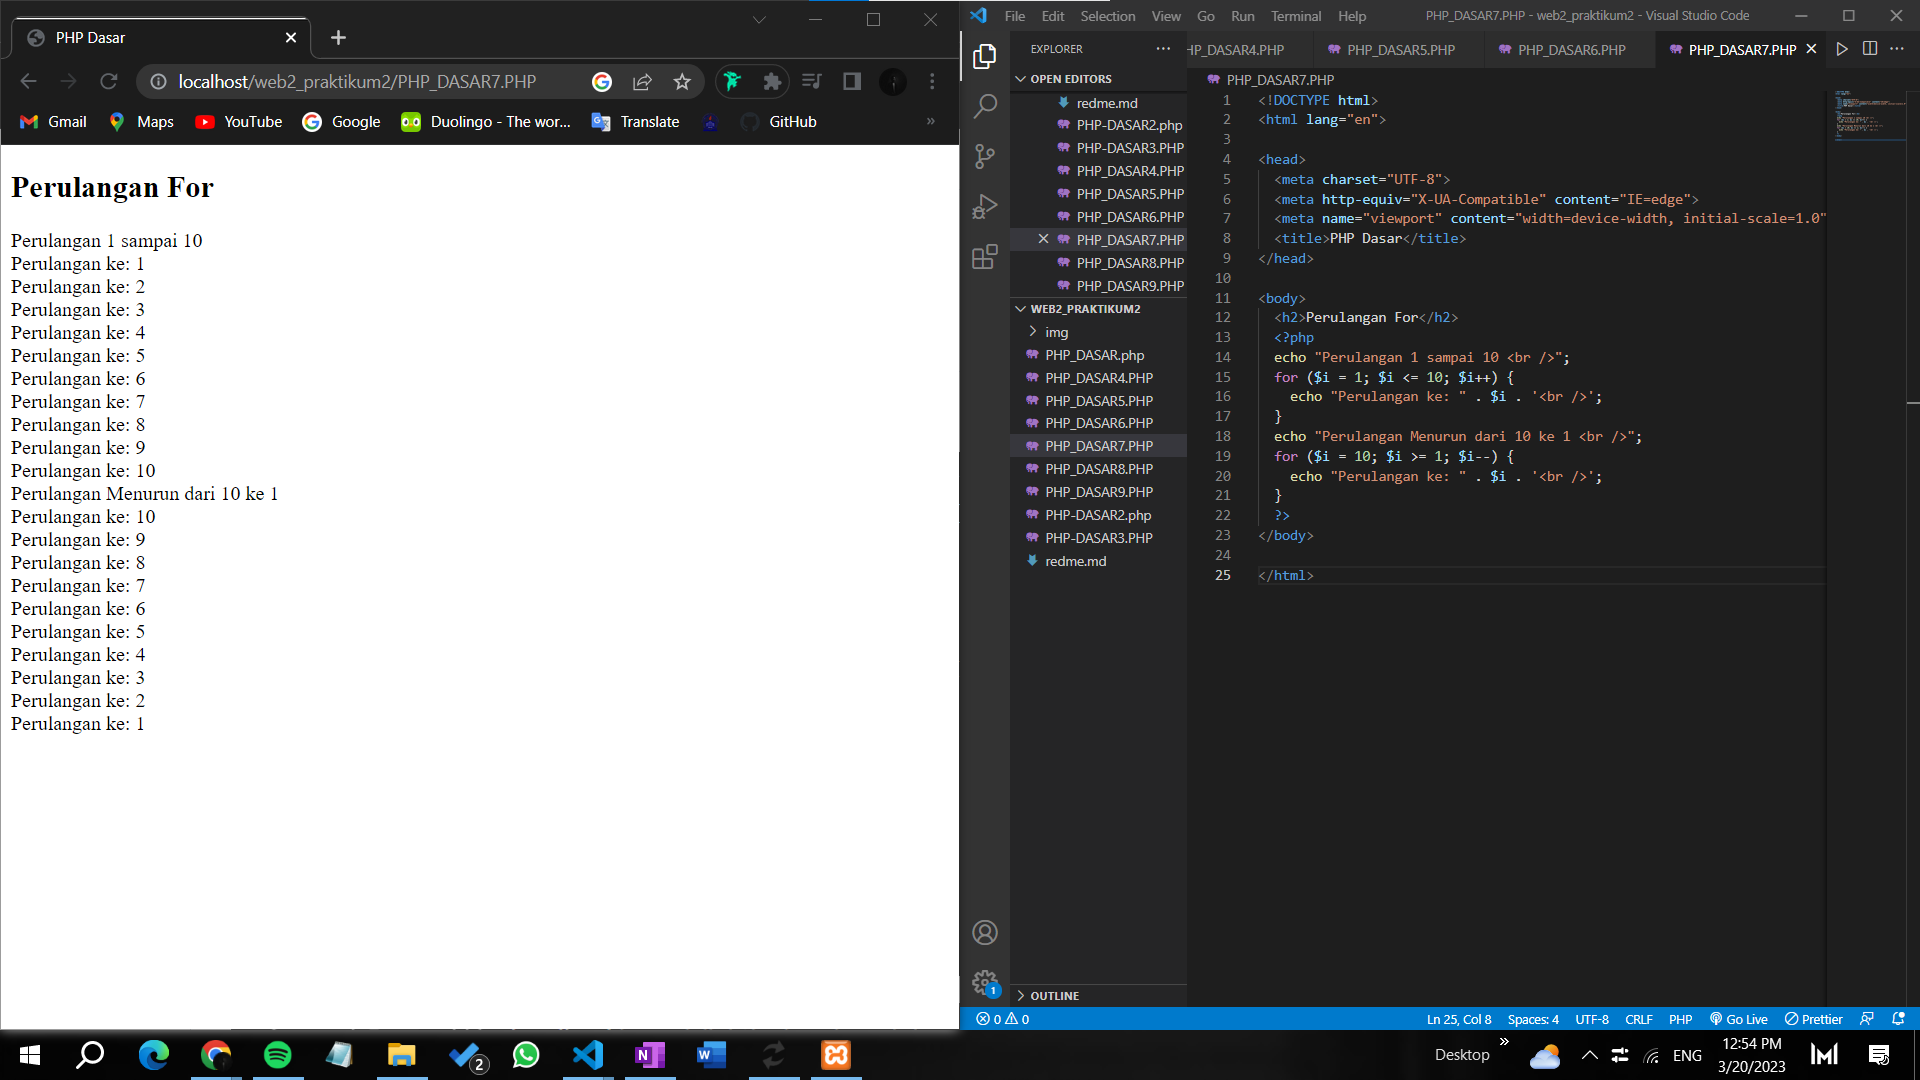 PHP Dasar
localhost/web2_praktikum2/PHP_DASAR7.PHP
Gmail Maps YouTube Google Duolingo - The wor... Translate GitHub »
Perulangan For
Perulangan 1 sampai 10
Perulangan ke: 1
Perulangan ke: 2
Perulangan ke: 3
Perulangan ke: 4
Perulangan ke: 5
Perulangan ke: 6
Perulangan ke: 7
Perulangan ke: 8
Perulangan ke: 9
Perulangan ke: 10
Perulangan Menurun dari 10 ke 1
Perulangan ke: 10
Perulangan ke: 9
Perulangan ke: 8
Perulangan ke: 7
Perulangan ke: 6
Perulangan ke: 5
Perulangan ke: 4
Perulangan ke: 3
Perulangan ke: 2
Perulangan ke: 1
File Edit Selection View Go Run Terminal Help PHP_DASAR7.PHP - web2_praktikum2 - Visual Studio Code
EXPLORER
OPEN EDITORS
redme.md
PHP-DASAR2.php
PHP-DASAR3.PHP
PHP_DASAR4.PHP
PHP_DASAR5.PHP
PHP_DASAR6.PHP
PHP_DASAR7.PHP
PHP_DASAR8.PHP
PHP_DASAR9.PHP
WEB2_PRAKTIKUM2
img
PHP_DASAR.php
PHP_DASAR4.PHP
PHP_DASAR5.PHP
PHP_DASAR6.PHP
PHP_DASAR7.PHP
PHP_DASAR8.PHP
PHP_DASAR9.PHP
PHP-DASAR2.php
PHP-DASAR3.PHP
redme.md
OUTLINE
HP_DASAR4.PHP PHP_DASAR5.PHP PHP_DASAR6.PHP PHP_DASAR7.PHP
PHP_DASAR7.PHP
1 <!DOCTYPE html>
2 <html lang="en">
3
4 <head>
5 <meta charset="UTF-8">
6 <meta http-equiv="X-UA-Compatible" content="IE=edge">
7 <meta name="viewport" content="width=device-width, initial-scale=1.0"
8 <title>PHP Dasar</title>
9 </head>
10
11 <body>
12 <h2>Perulangan For</h2>
13 <?php
14 echo "Perulangan 1 sampai 10 <br />";
15 for ($i = 1; $i <= 10; $i++) {
16 echo "Perulangan ke: " . $i . '<br />';
17 }
18 echo "Perulangan Menurun dari 10 ke 1 <br />";
19 for ($i = 10; $i >= 1; $i--) {
20 echo "Perulangan ke: " . $i . '<br />';
21 }
22 ?>
23 </body>
24
25 </html>
1
0 0 Ln 25, Col 8 Spaces: 4 UTF-8 CRLF PHP Go Live Prettier
2 Desktop » ENG 12:54 PM
3/20/2023